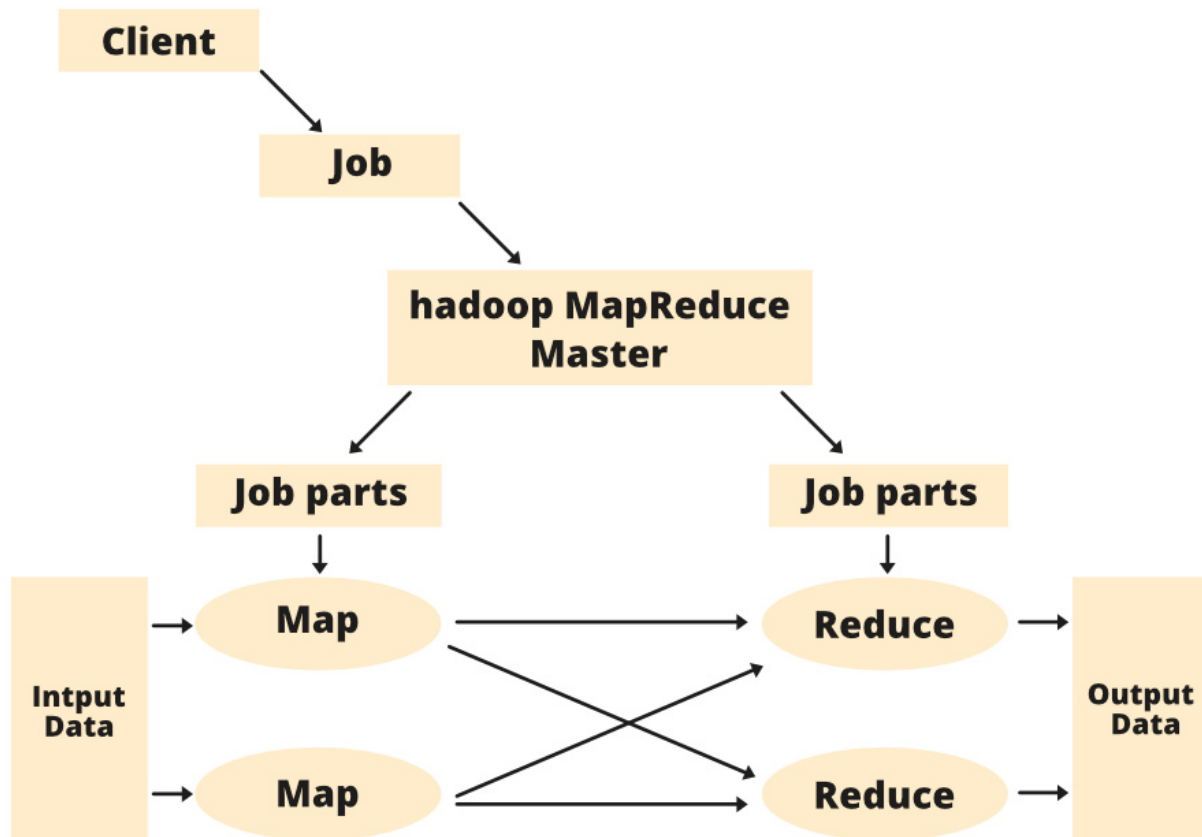 Client
Job
hadoop MapReduce
Master
Job parts
Job parts
Map
Reduce
Intput
Data
Output
Data
Map
Reduce